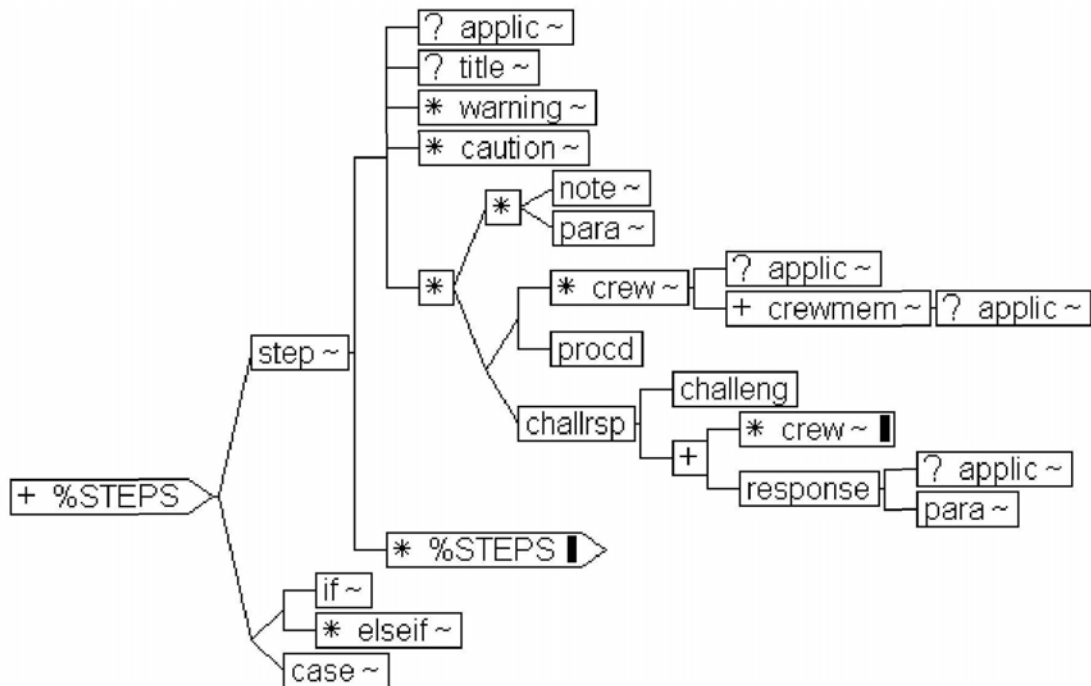 ? applic ~
? title ~
* warning ~
* caution ~
note ~
*
para ~
? applic ~
*
* crew ~
+ crewmem ~
? applic ~
step ~
procd
challeng
challrsp
* crew ~
+
response
? applic ~
+ %STEPS
para ~
* %STEPS
if ~
* elseif ~
case ~